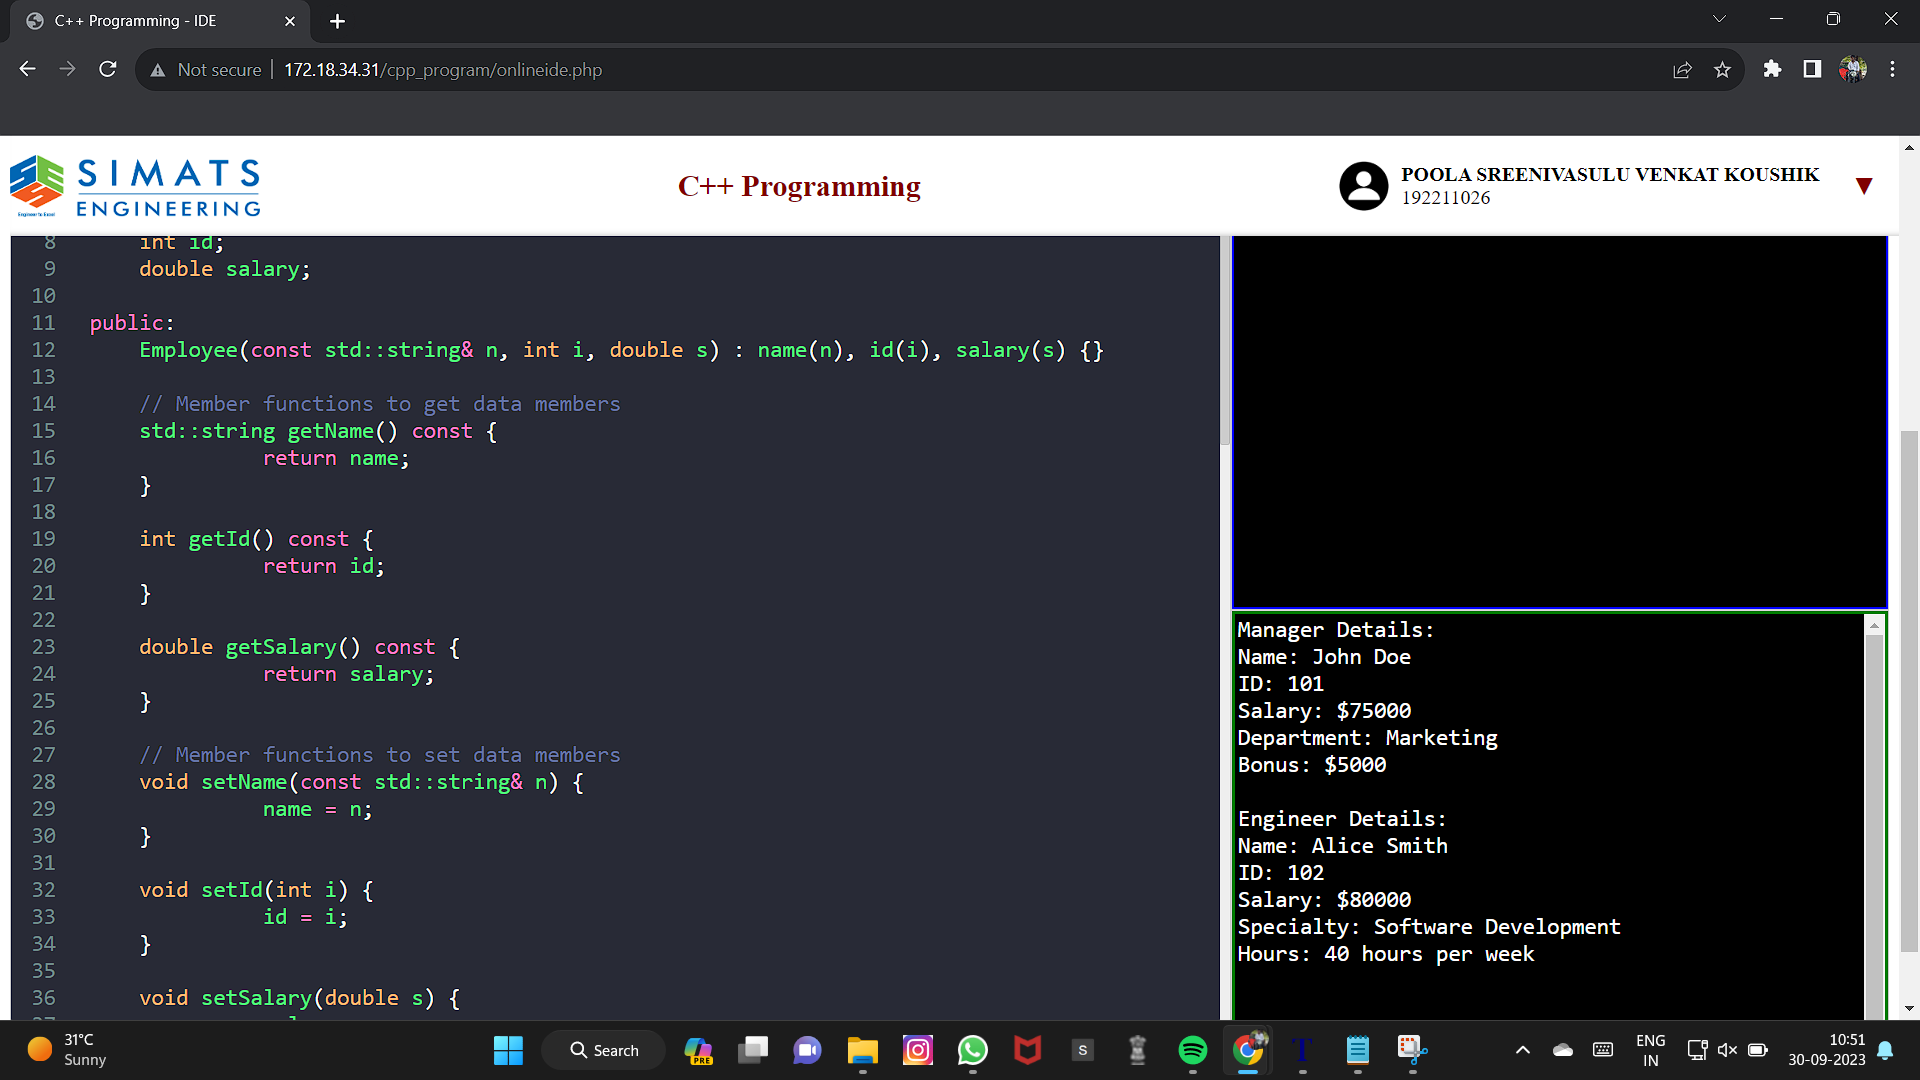 C++ Programming - IDE
Not secure
172.18.34.31/cpp_program/onlineide.php
SIMATS
ENGINEERING
Engineer to Excel
C++ Programming
POOLA SREENIVASULU VENKAT KOUSHIK
192211026
8 int id;
9 double salary;
10
11 public:
12 Employee(const std::string& n, int i, double s) : name(n), id(i), salary(s) {}
13
14 // Member functions to get data members
15 std::string getName() const {
16 return name;
17 }
18
19 int getId() const {
20 return id;
21 }
22
23 double getSalary() const {
24 return salary;
25 }
26
27 // Member functions to set data members
28 void setName(const std::string& n) {
29 name = n;
30 }
31
32 void setId(int i) {
33 id = i;
34 }
35
36 void setSalary(double s) {
Manager Details:
Name: John Doe
ID: 101
Salary: $75000
Department: Marketing
Bonus: $5000
Engineer Details:
Name: Alice Smith
ID: 102
Salary: $80000
Specialty: Software Development
Hours: 40 hours per week
31°C
Sunny
Search
PRE
S
T
ENG
IN
10:51
30-09-2023